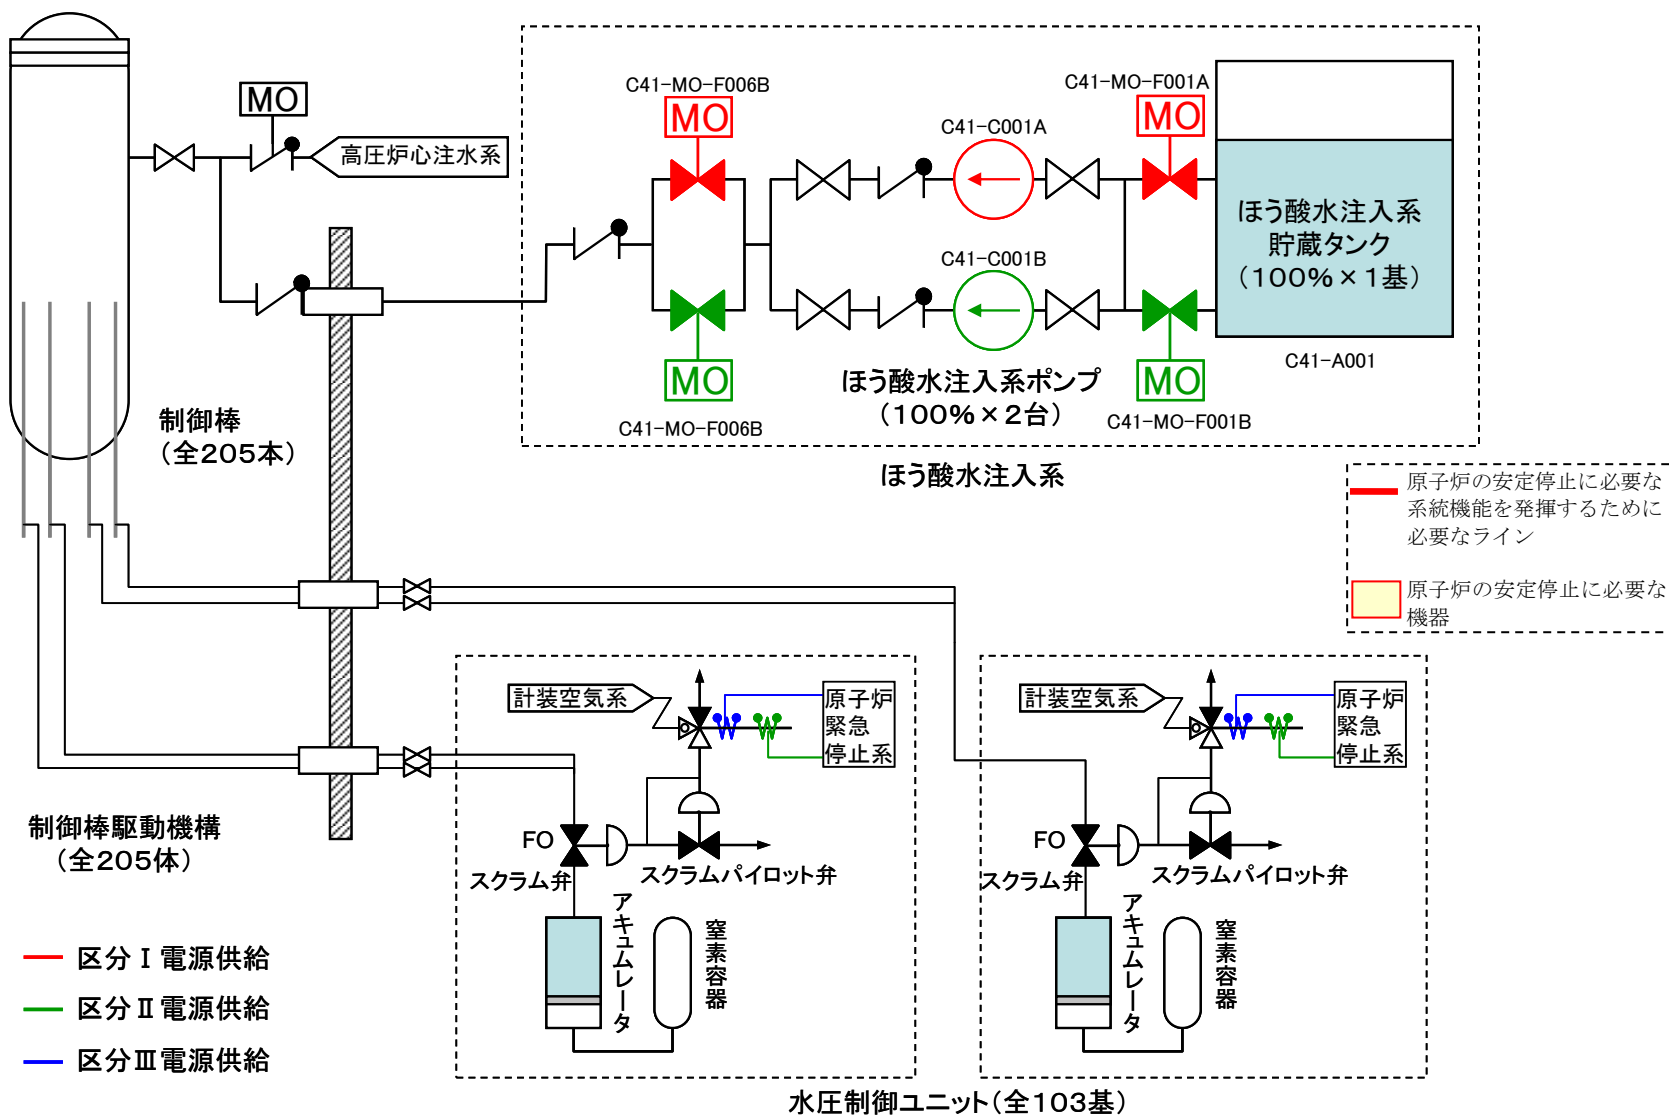 MO
高圧炉心注水系
C41-MO-F006B
MO
C41-C001A
C41-MO-F001A
MO
ほう酸水注入系
貯蔵タンク
（100％×1基）
C41-C001B
MO
C41-MO-F006B
ほう酸水注入系ポンプ
（100％×2台）
MO
C41-MO-F001B
C41-A001
ほう酸水注入系
制御棒
（全205本）
原子炉の安定停止に必要な
系統機能を発揮するために
必要なライン
原子炉の安定停止に必要な
機器
計装空気系
原子炉
緊急
停止系
FO
スクラム弁
スクラムパイロット弁
アキュムレータ
窒素容器
計装空気系
原子炉
緊急
停止系
FO
スクラム弁
スクラムパイロット弁
アキュムレータ
窒素容器
制御棒駆動機構
（全205体）
区分Ⅰ電源供給
区分Ⅱ電源供給
区分Ⅲ電源供給
水圧制御ユニット（全103基）